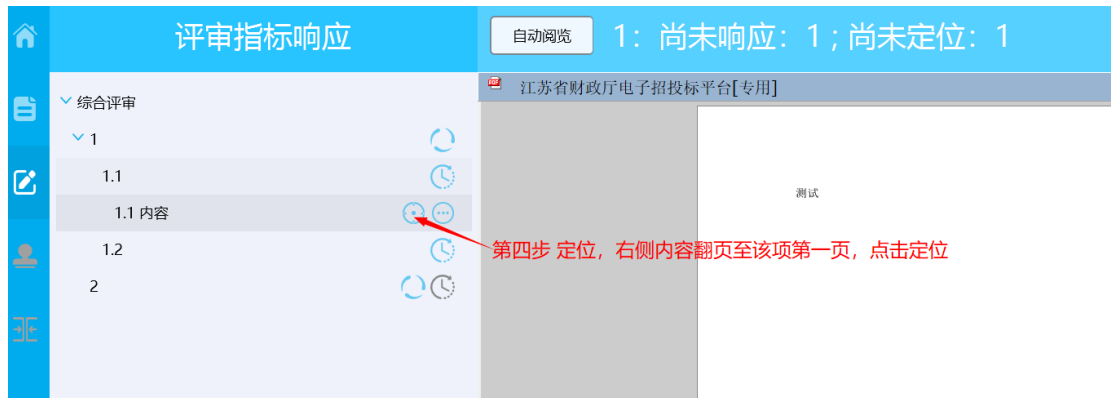 评审指标响应
自动阅览
1：尚未响应：1；尚未定位：1
综合评审
1
1.1
1.1 内容
1.2
2
江苏省财政厅电子招投标平台[专用]
测试
第四步 定位，右侧内容翻页至该项第一页，点击定位